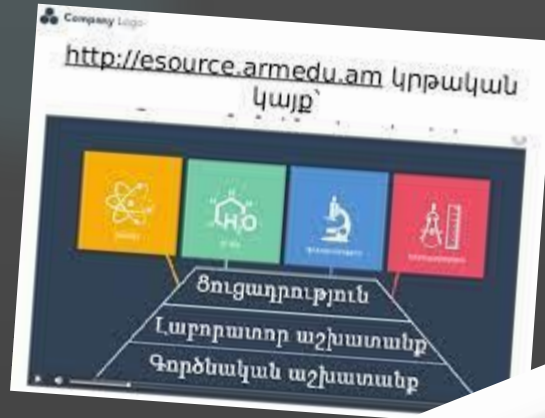 Company Logo
http://esource.armedu.am կրթական
կայք՝
Ցուցադրություն
Լաբորատոր աշխատանք
Գործնական աշխատանք